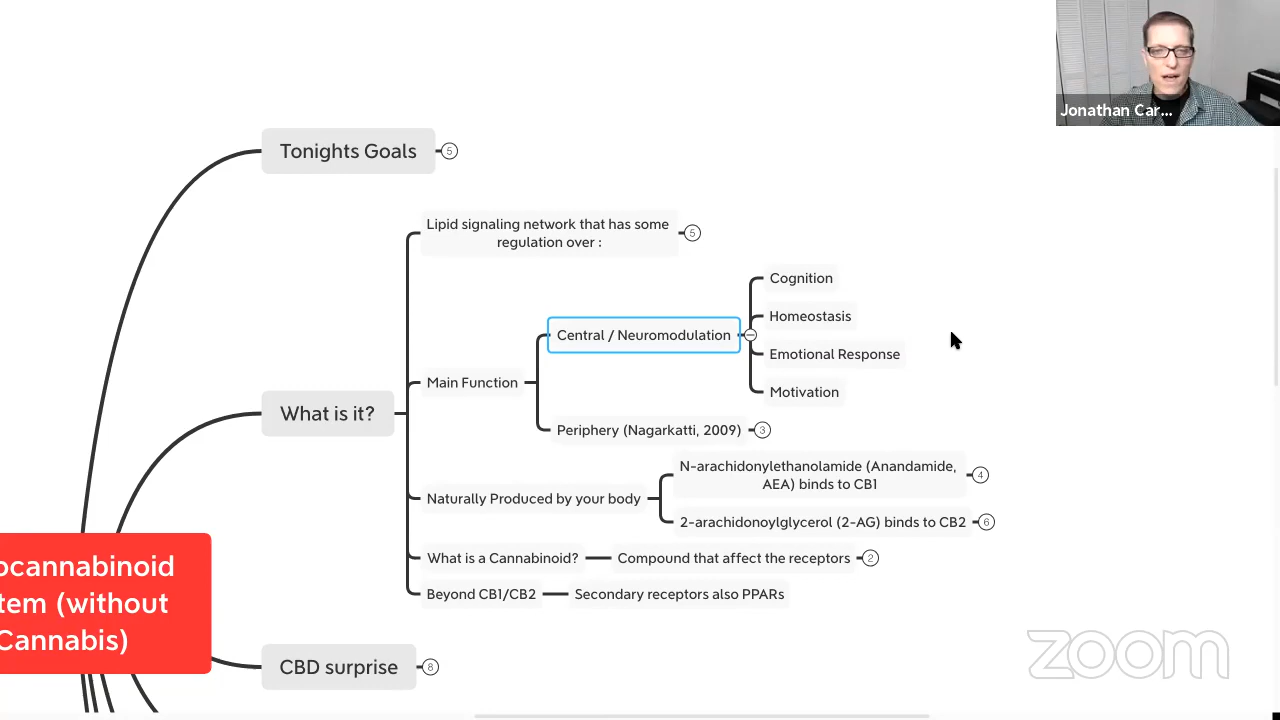 Jonathan Car...
Tonights Goals
5
Lipid signaling network that has some
regulation over :
5
Cognition
Homeostasis
Central / Neuromodulation
Emotional Response
Main Function
Motivation
What is it?
Periphery (Nagarkatti, 2009)
3
N-arachidonylethanolamide (Anandamide,
AEA) binds to CB1
4
Naturally Produced by your body
2-arachidonoylglycerol (2-AG) binds to CB2
6
What is a Cannabinoid?
Compound that affect the receptors
2
Beyond CB1/CB2
Secondary receptors also PPARs
ocannabinoid
tem (without
Cannabis)
CBD surprise
8
zoom